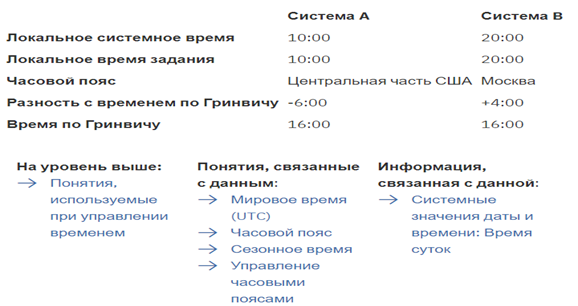 Система A Система B
Локальное системное время 10:00 20:00
Локальное время задания 10:00 20:00
Часовой пояс Центральная часть США Москва
Разность с временем по Гринвичу -6:00 +4:00
Время по Гринвичу 16:00 16:00
На уровень выше:
→ Понятия,
используемые
при управлении
временем
Понятия, связанные
с данным:
→ Мировое время
(UTC)
→ Часовой пояс
→ Сезонное время
→ Управление
часовыми
поясами
Информация,
связанная с данной:
→ Системные
значения даты и
времени: Время
суток